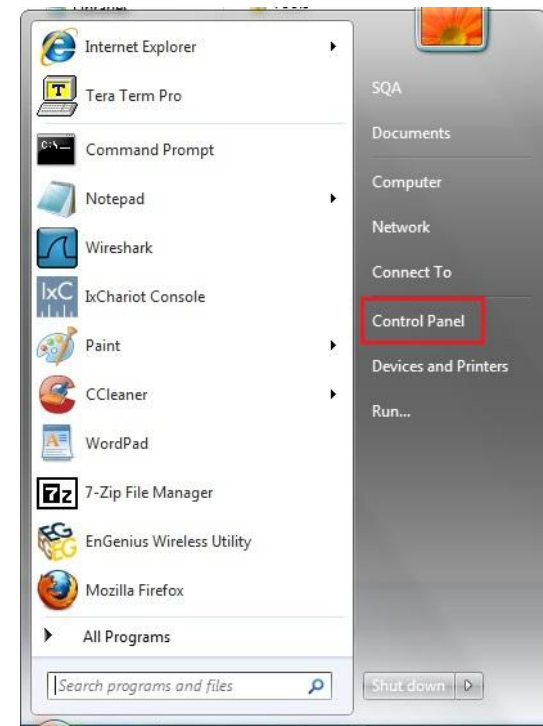 Internet Explorer
Tera Term Pro
Command Prompt
Notepad
Wireshark
IxChariot Console
Paint
CCleaner
WordPad
7-Zip File Manager
EnGenius Wireless Utility
Mozilla Firefox
All Programs
Search programs and files
SQA
Documents
Computer
Network
Connect To
Control Panel
Devices and Printers
Run...
Shut down
T
C:\_
IxC
7z